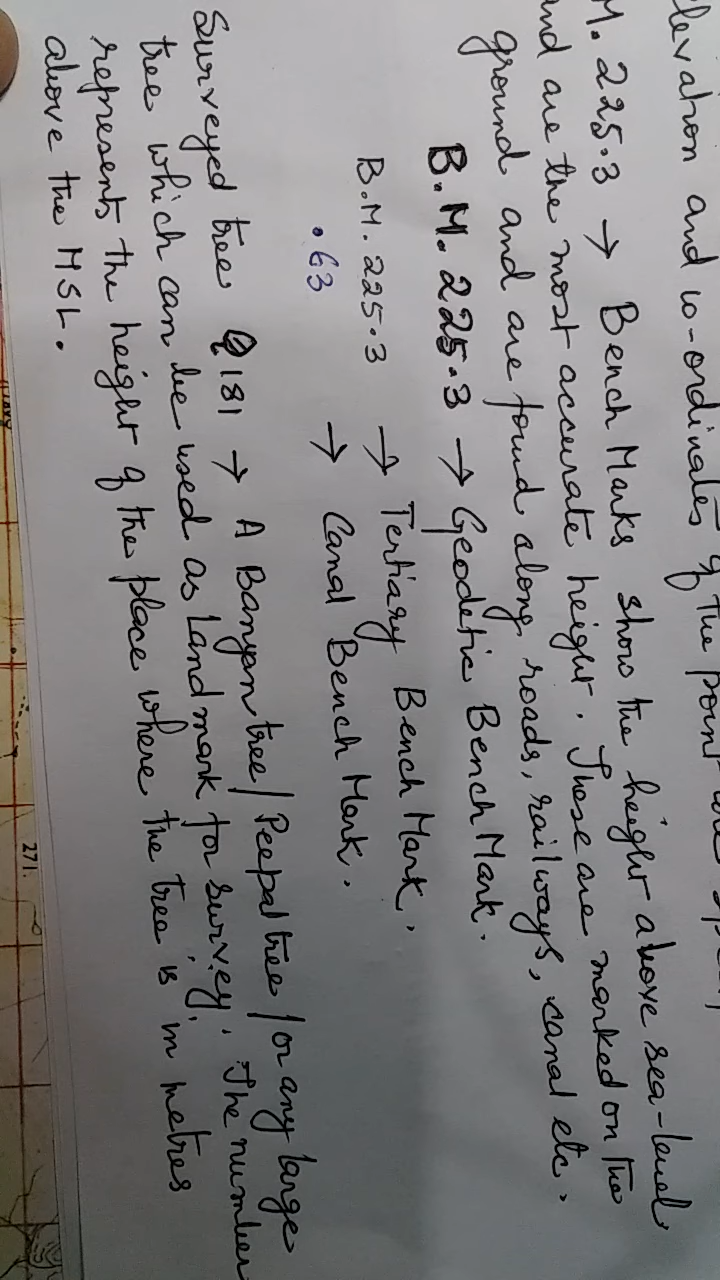 levation and co-ordinates of the point are
M. 225.3 → Bench Marks show the height above sea-level
and are the most accurate height. These are marked on the
ground and are found along roads, railways, canal etc.
B.M. 225.3 → Geodetic Bench Mark.
B.M. 225.3 → Tertiary Bench Mark.
.63 → Canal Bench Mark.
Surveyed tree 181 → A Banyan tree/ Peepal tree / or any large
tree which can be used as landmark for survey. The number
represents the height of the place where the tree is in metres
above the MSL.
271.